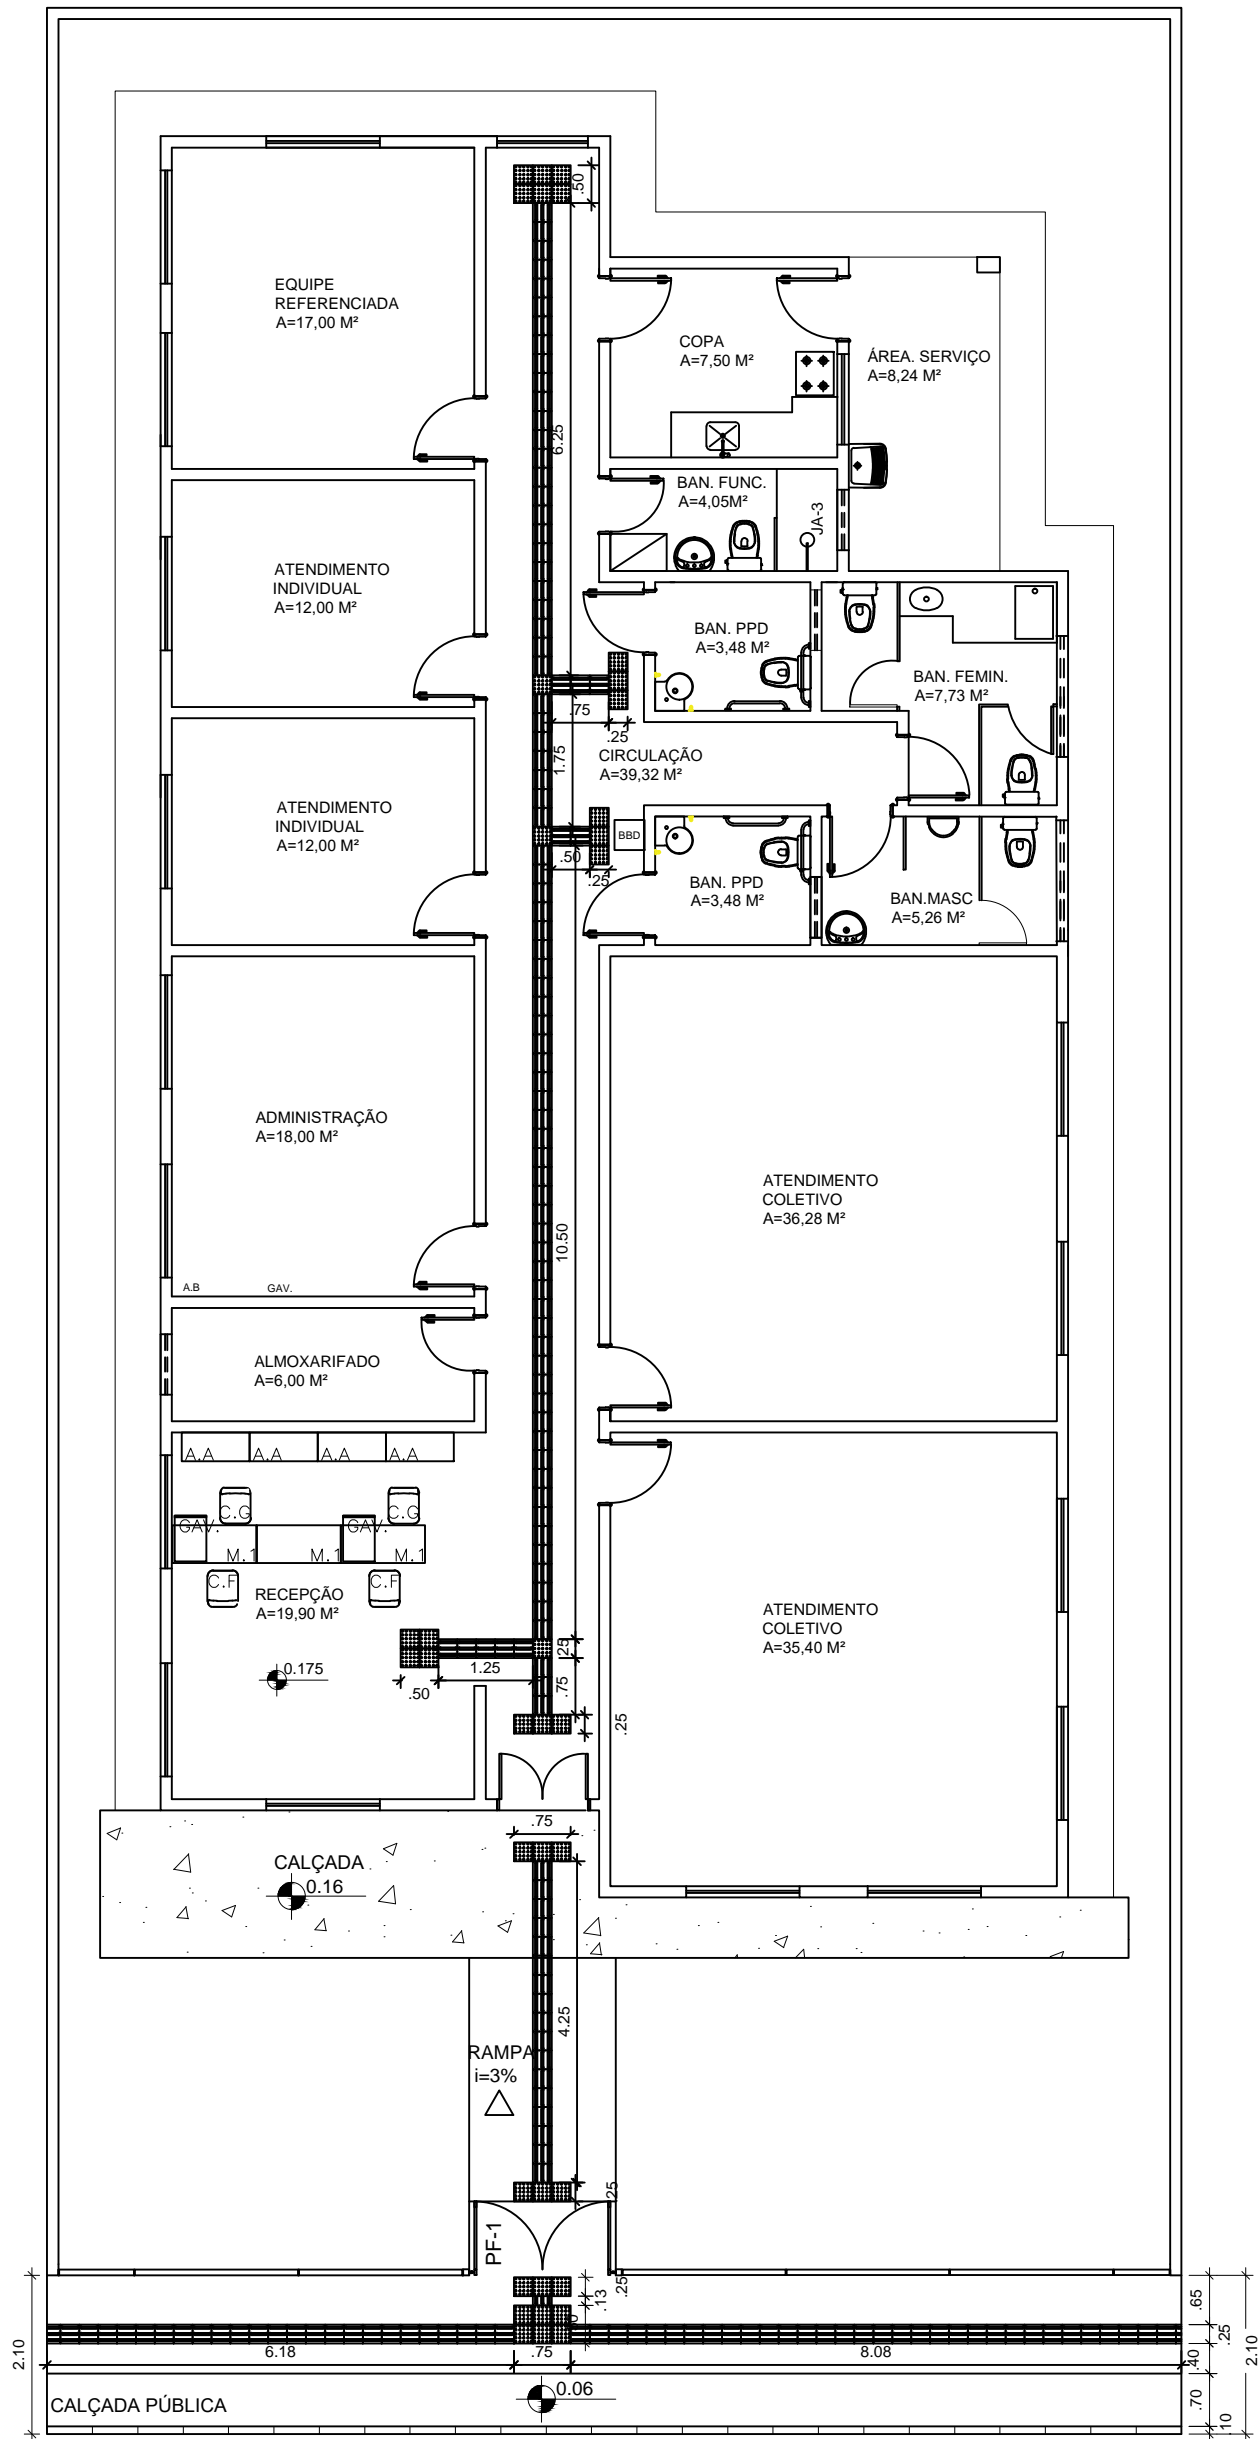 .50
EQUIPE
REFERENCIADA
A=17,00 M²
COPA
A=7,50 M²
ÁREA. SERVIÇO
A=8,24 M²
6.25
BAN. FUNC.
A=4,05M²
JA-3
ATENDIMENTO
INDIVIDUAL
A=12,00 M²
BAN. PPD
A=3,48 M²
BAN. FEMIN.
A=7,73 M²
.75
.25
1.75
CIRCULAÇÃO
A=39,32 M²
ATENDIMENTO
INDIVIDUAL
A=12,00 M²
BBD
.50
.25
BAN. PPD
A=3,48 M²
BAN.MASC
A=5,26 M²
ADMINISTRAÇÃO
A=18,00 M²
ATENDIMENTO
COLETIVO
A=36,28 M²
10.50
A.B
GAV.
ALMOXARIFADO
A=6,00 M²
A.A
A.A
A.A
A.A
C.G
C.G
GAV.
GAV.
M.1
M.1
M.1
C.F
C.F
RECEPÇÃO
A=19,90 M²
ATENDIMENTO
COLETIVO
A=35,40 M²
.25
0.175
1.25
.50
.75
.25
.75
CALÇADA
0.16
4.25
RAMPA
i=3%
.25
PF-1
.25
.13
.65
.25
2.10
6.18
.75
8.08
.40
2.10
0.06
.70
CALÇADA PÚBLICA
.10